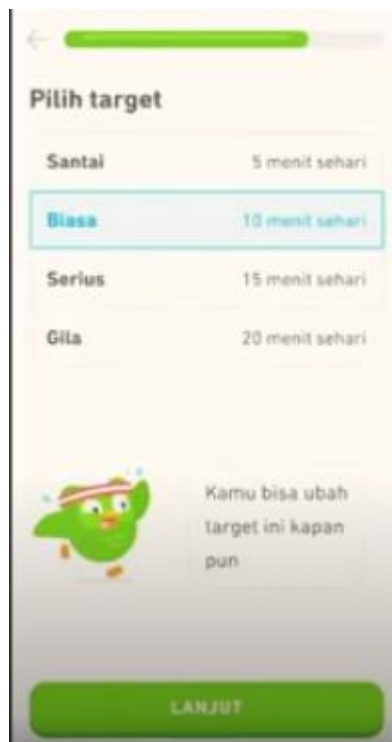 Pilih target
Santai 5 menit sehari
Biasa 10 menit sehari
Serius 15 menit sehari
Gila 20 menit sehari
Kamu bisa ubah
target ini kapan
pun
LANJUT